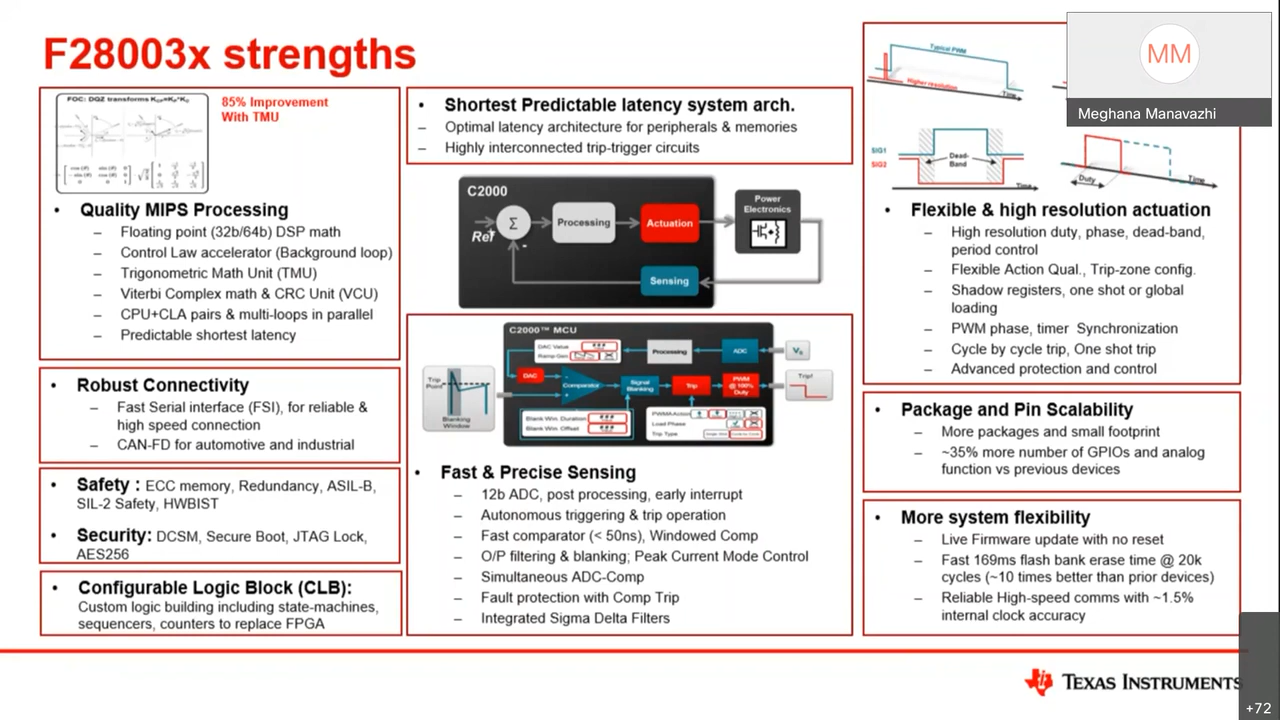 F28003x strengths
FOC: DQZ transforms
85% Improvement
With TMU
• Quality MIPS Processing
– Floating point (32b/64b) DSP math
– Control Law accelerator (Background loop)
– Trigonometric Math Unit (TMU)
– Viterbi Complex math & CRC Unit (VCU)
– CPU+CLA pairs & multi-loops in parallel
– Predictable shortest latency
• Robust Connectivity
– Fast Serial interface (FSI), for reliable &
high speed connection
– CAN-FD for automotive and industrial
• Safety : ECC memory, Redundancy, ASIL-B,
SIL-2 Safety, HWBIST
• Security: DCSM, Secure Boot, JTAG Lock,
AES256
• Configurable Logic Block (CLB):
Custom logic building including state-machines,
sequencers, counters to replace FPGA
• Shortest Predictable latency system arch.
– Optimal latency architecture for peripherals & memories
– Highly interconnected trip-trigger circuits
C2000
Ref
Σ
-
Processing
Actuation
Power
Electronics
Sensing
C2000™ MCU
DAC Value
Ramp Gen
Processing
ADC
Trip
Point
Blanking
Window
DAC
Comparator
Signal
Blanking
Trip
PWM
@ 100%
Duty
Trip!
Blank Win. Duration
Blank Win. Offset
PWMA Action
Load Phase
Trip Type
• Fast & Precise Sensing
– 12b ADC, post processing, early interrupt
– Autonomous triggering & trip operation
– Fast comparator (< 50ns), Windowed Comp
– O/P filtering & blanking; Peak Current Mode Control
– Simultaneous ADC-Comp
– Fault protection with Comp Trip
– Integrated Sigma Delta Filters
Typical PWM
Higher resolution
Time
MM
Meghana Manavazhi
SIG1
SIG2
Dead-
Band
Time
Duty
Time
• Flexible & high resolution actuation
– High resolution duty, phase, dead-band,
period control
– Flexible Action Qual., Trip-zone config.
– Shadow registers, one shot or global
loading
– PWM phase, timer Synchronization
– Cycle by cycle trip, One shot trip
– Advanced protection and control
• Package and Pin Scalability
– More packages and small footprint
– ~35% more number of GPIOs and analog
function vs previous devices
• More system flexibility
– Live Firmware update with no reset
– Fast 169ms flash bank erase time @ 20k
cycles (~10 times better than prior devices)
– Reliable High-speed comms with ~1.5%
internal clock accuracy
TEXAS INSTRUMENTS
+72